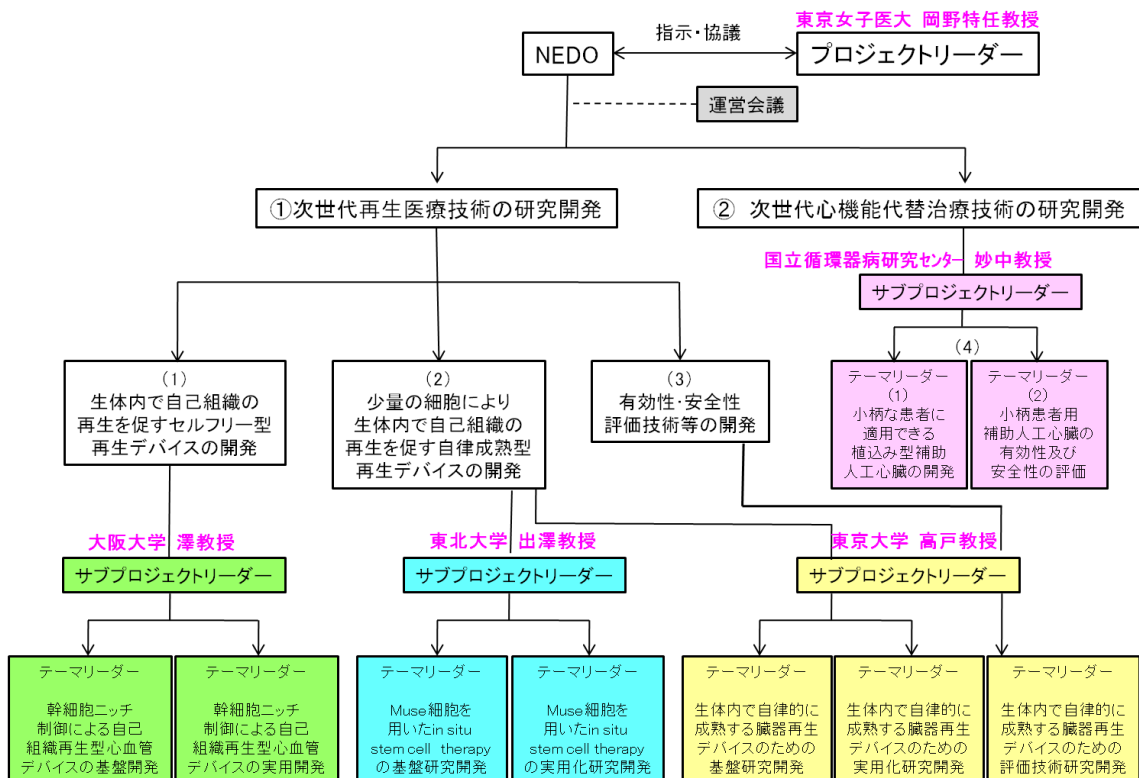 東京女子医大 岡野特任教授
指示・協議
NEDO
プロジェクトリーダー
運営会議
①次世代再生医療技術の研究開発
② 次世代心機能代替治療技術の研究開発
国立循環器病研究センター 妙中教授
サブプロジェクトリーダー
(4)
(1)
生体内で自己組織の
再生を促すセルフリー型
再生デバイスの開発
(2)
少量の細胞により
生体内で自己組織の
再生を促す自律成熟型
再生デバイスの開発
(3)
有効性・安全性
評価技術等の開発
テーマリーダー
(1)
小柄な患者に
適用できる
植込み型補助
人工心臓の開発
テーマリーダー
(2)
小柄患者用
補助人工心臓の
有効性及び
安全性の評価
大阪大学 澤教授
サブプロジェクトリーダー
東北大学 出澤教授
サブプロジェクトリーダー
東京大学 高戸教授
サブプロジェクトリーダー
テーマリーダー
幹細胞ニッチ
制御による自己
組織再生型心血管
デバイスの基盤開発
テーマリーダー
幹細胞ニッチ
制御による自己
組織再生型心血管
デバイスの実用開発
テーマリーダー
Muse細胞を
用いたin situ
stem cell therapy
の基盤研究開発
テーマリーダー
Muse細胞を
用いたin situ
stem cell therapy
の実用化研究開発
テーマリーダー
生体内で自律的に
成熟する臓器再生
デバイスのための
基盤研究開発
テーマリーダー
生体内で自律的に
成熟する臓器再生
デバイスのための
実用化研究開発
テーマリーダー
生体内で自律的に
成熟する臓器再生
デバイスのための
評価技術研究開発